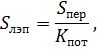 Sлэп = Sпер / Kпот ,